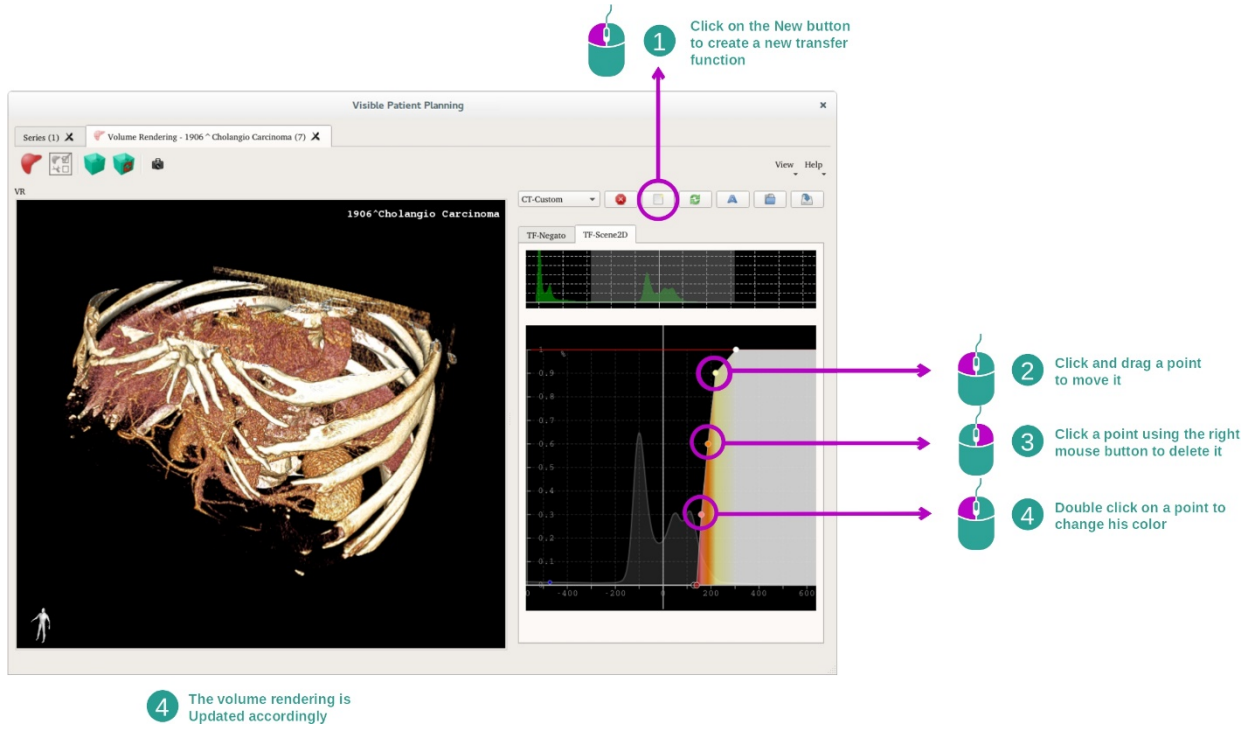 1
Click on the New button
to create a new transfer
function
Visible Patient Planning
Series (1)
Volume Rendering - 1906 ^ Cholangio Carcinoma (7)
View Help
VR
1906^Cholangio Carcinoma
CT-Custom
TF-Negato TF-Scene2D
1
0.9
0.8
0.7
0.6
0.5
0.4
0.3
0.2
0.1
0 -400 -200 0 200 400 600
2
Click and drag a point
to move it
3
Click a point using the right
mouse button to delete it
4
Double click on a point to
change his color
4
The volume rendering is
Updated accordingly